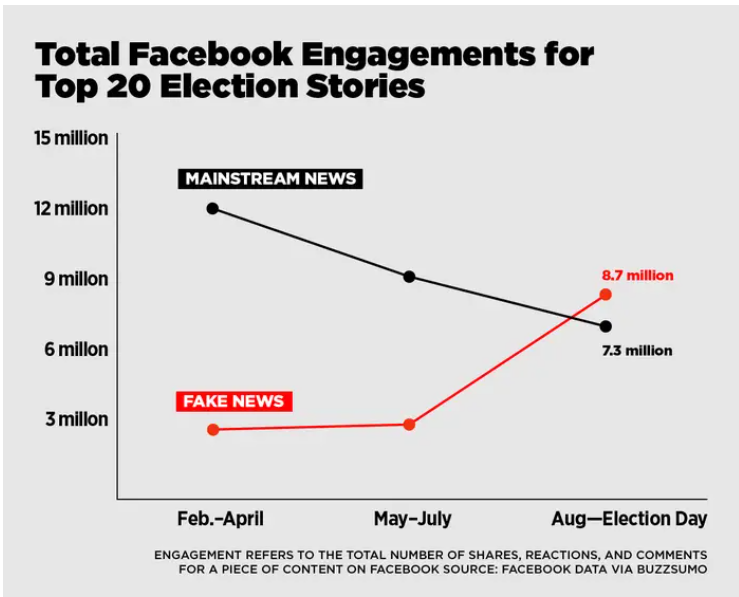 Total Facebook Engagements for
Top 20 Election Stories
15 million
MAINSTREAM NEWS
12 million
9 millon
8.7 million
6 millon
7.3 million
FAKE NEWS
3 millon
Feb.–April
May–July
Aug—Election Day
ENGAGEMENT REFERS TO THE TOTAL NUMBER OF SHARES, REACTIONS, AND COMMENTS
FOR A PIECE OF CONTENT ON FACEBOOK SOURCE: FACEBOOK DATA VIA BUZZSUMO